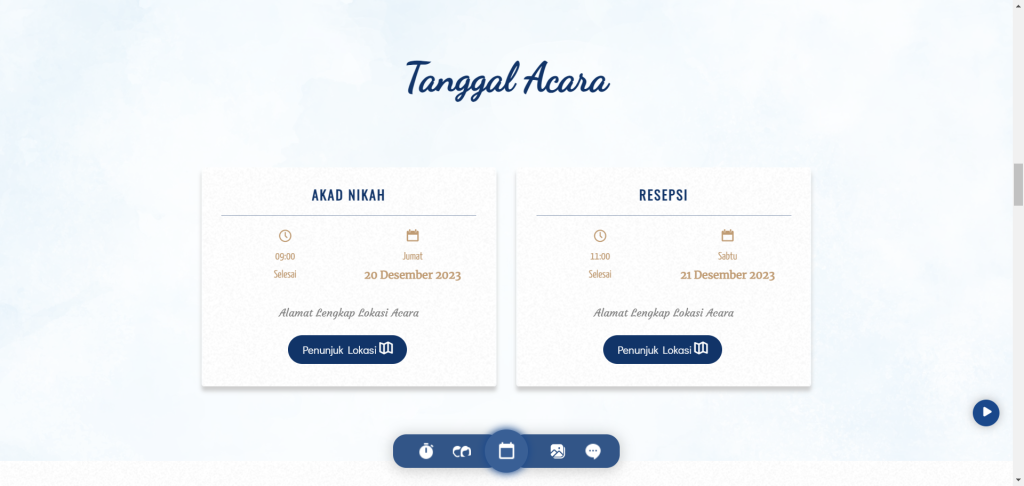 Tanggal Acara
AKAD NIKAH
09:00
Selesai
Jumat
20 Desember 2023
Alamat Lengkap Lokasi Acara
Penunjuk Lokasi
RESEPSI
11:00
Selesai
Sabtu
21 Desember 2023
Alamat Lengkap Lokasi Acara
Penunjuk Lokasi